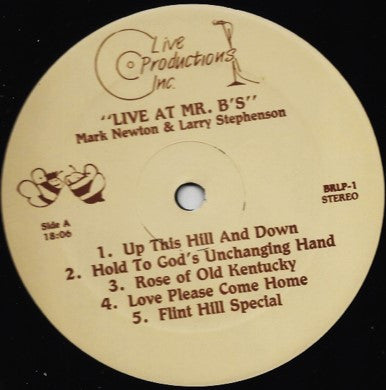 Live
Productions
Inc.
"LIVE AT MR. B'S"
Mark Newton & Larry Stephenson
Side A
18:06
BRLP-1
STEREO
1. Up This Hill And Down
2. Hold To God's Unchanging Hand
3. Rose of Old Kentucky
4. Love Please Come Home
5. Flint Hill Special